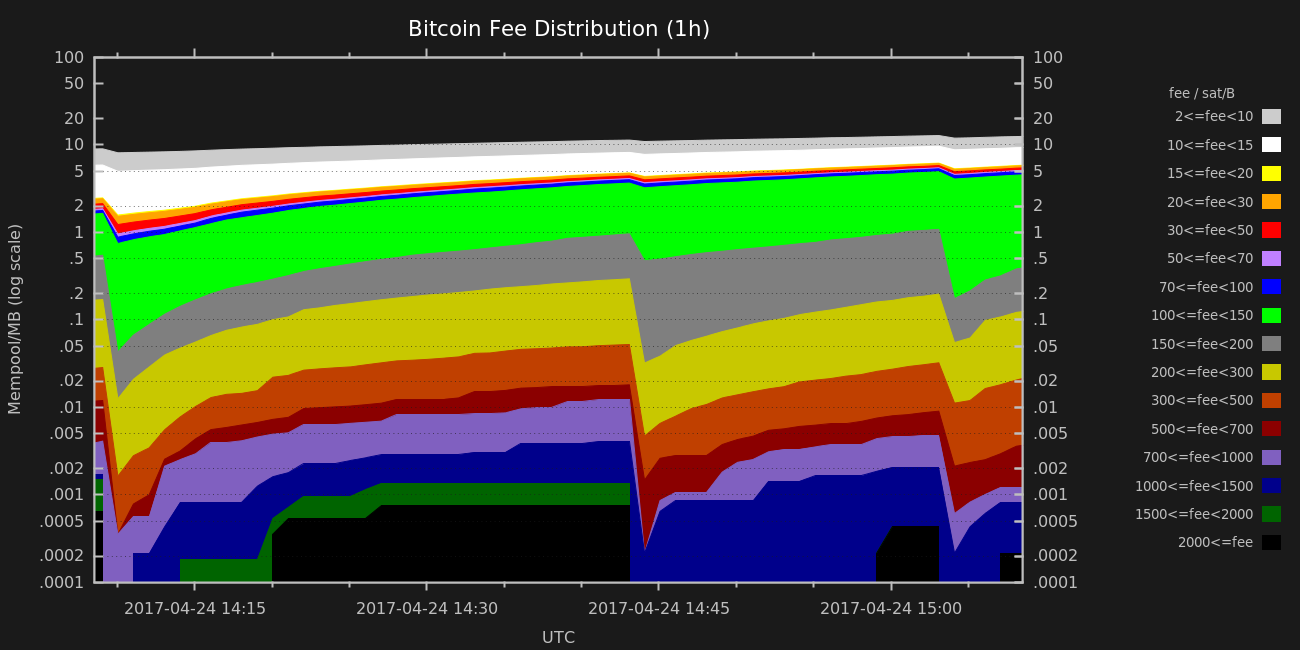 Bitcoin Fee Distribution (1h)
100 100
50 50
20 20
10 10
5 5
2 2
1 1
.5 .5
.2 .2
.1 .1
.05 .05
.02 .02
.01 .01
.005 .005
.002 .002
.001 .001
.0005 .0005
.0002 .0002
.0001 .0001
Mempool/MB (log scale)
2017-04-24 14:15 2017-04-24 14:30 2017-04-24 14:45 2017-04-24 15:00
UTC
fee / sat/B
2<=fee<10
10<=fee<15
15<=fee<20
20<=fee<30
30<=fee<50
50<=fee<70
70<=fee<100
100<=fee<150
150<=fee<200
200<=fee<300
300<=fee<500
500<=fee<700
700<=fee<1000
1000<=fee<1500
1500<=fee<2000
2000<=fee